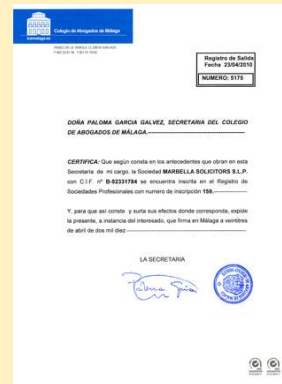 Colegio de Abogados de Málaga
Registro de Salida
Fecha 23/04/2010
NUMERO: 5175
DOÑA PALOMA GARCIA GALVEZ, SECRETARIA DEL COLEGIO
DE ABOGADOS DE MÁLAGA.
CERTIFICA: Que según consta en los antecedentes que obran en esta
Secretaria de mi cargo, la Sociedad MARBELLA SOLICITORS S.L.P.
con C.I.F. nº B-92331784 se encuentra inscrita en el Registro de
Sociedades Profesionales con numero de inscripción 159,
Y, para que así conste y surta sus efectos donde corresponda, expide
la presente, a instancia del interesado, que firma en Málaga a veintitres
de abril de dos mil diez
LA SECRETARIA